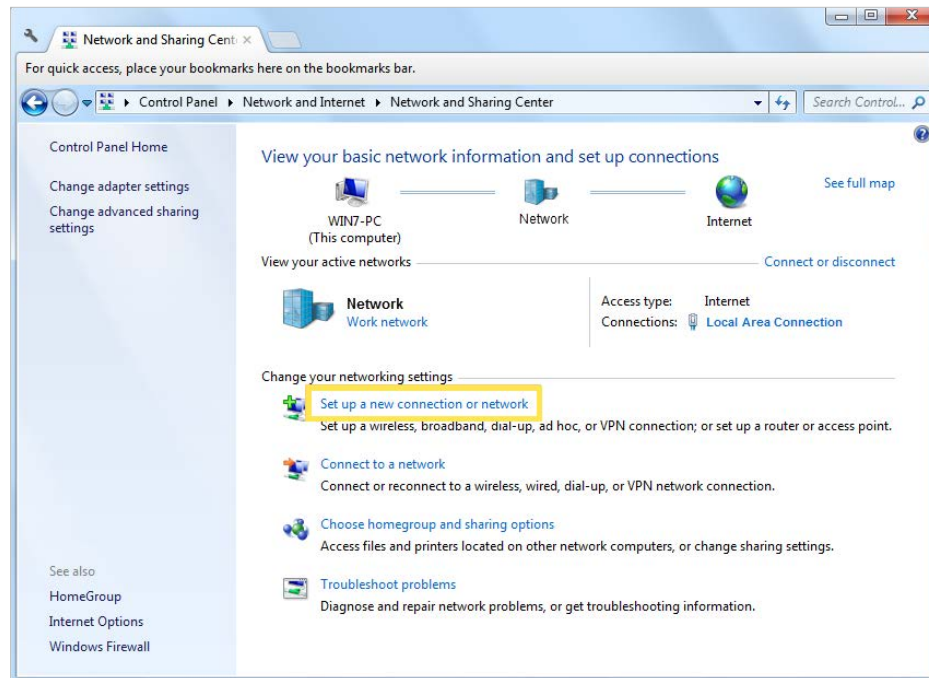 Network and Sharing Cent
For quick access, place your bookmarks here on the bookmarks bar.
Control Panel Network and Internet Network and Sharing Center
Search Control...
Control Panel Home
Change adapter settings
Change advanced sharing
settings
See also
HomeGroup
Internet Options
Windows Firewall
View your basic network information and set up connections
See full map
WIN7-PC
(This computer)
Network
Internet
View your active networks
Connect or disconnect
Network
Work network
Access type: Internet
Connections: Local Area Connection
Change your networking settings
Set up a new connection or network
Set up a wireless, broadband, dial-up, ad hoc, or VPN connection; or set up a router or access point.
Connect to a network
Connect or reconnect to a wireless, wired, dial-up, or VPN network connection.
Choose homegroup and sharing options
Access files and printers located on other network computers, or change sharing settings.
Troubleshoot problems
Diagnose and repair network problems, or get troubleshooting information.